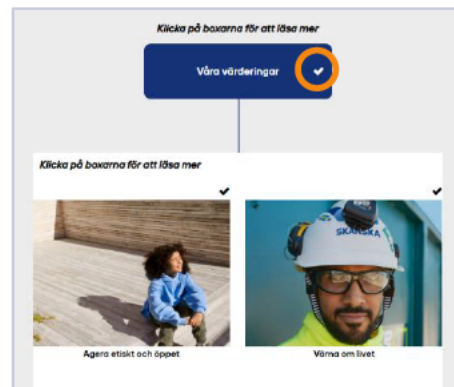 Klicka på boxarna för att läsa mer
Våra värderingar
Klicka på boxarna för att läsa mer
SKANSKA
Agera etiskt och öppet
Värna om livet